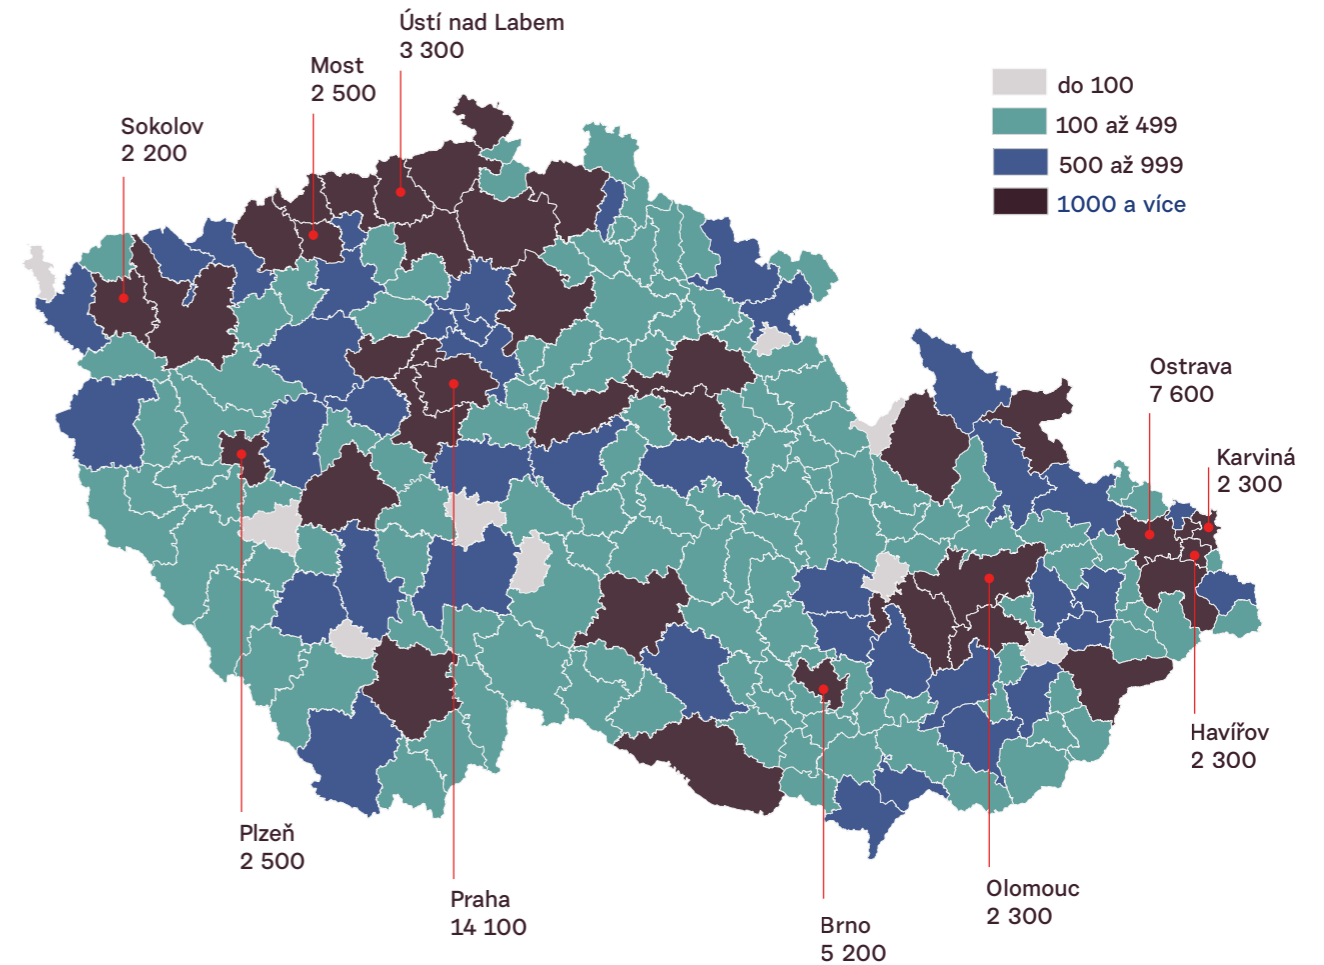 Ústí nad Labem
3 300
Most
2 500
Sokolov
2 200
do 100
100 až 499
500 až 999
1000 a více
Ostrava
7 600
Karviná
2 300
Havířov
2 300
Plzeň
2 500
Praha
14 100
Brno
5 200
Olomouc
2 300